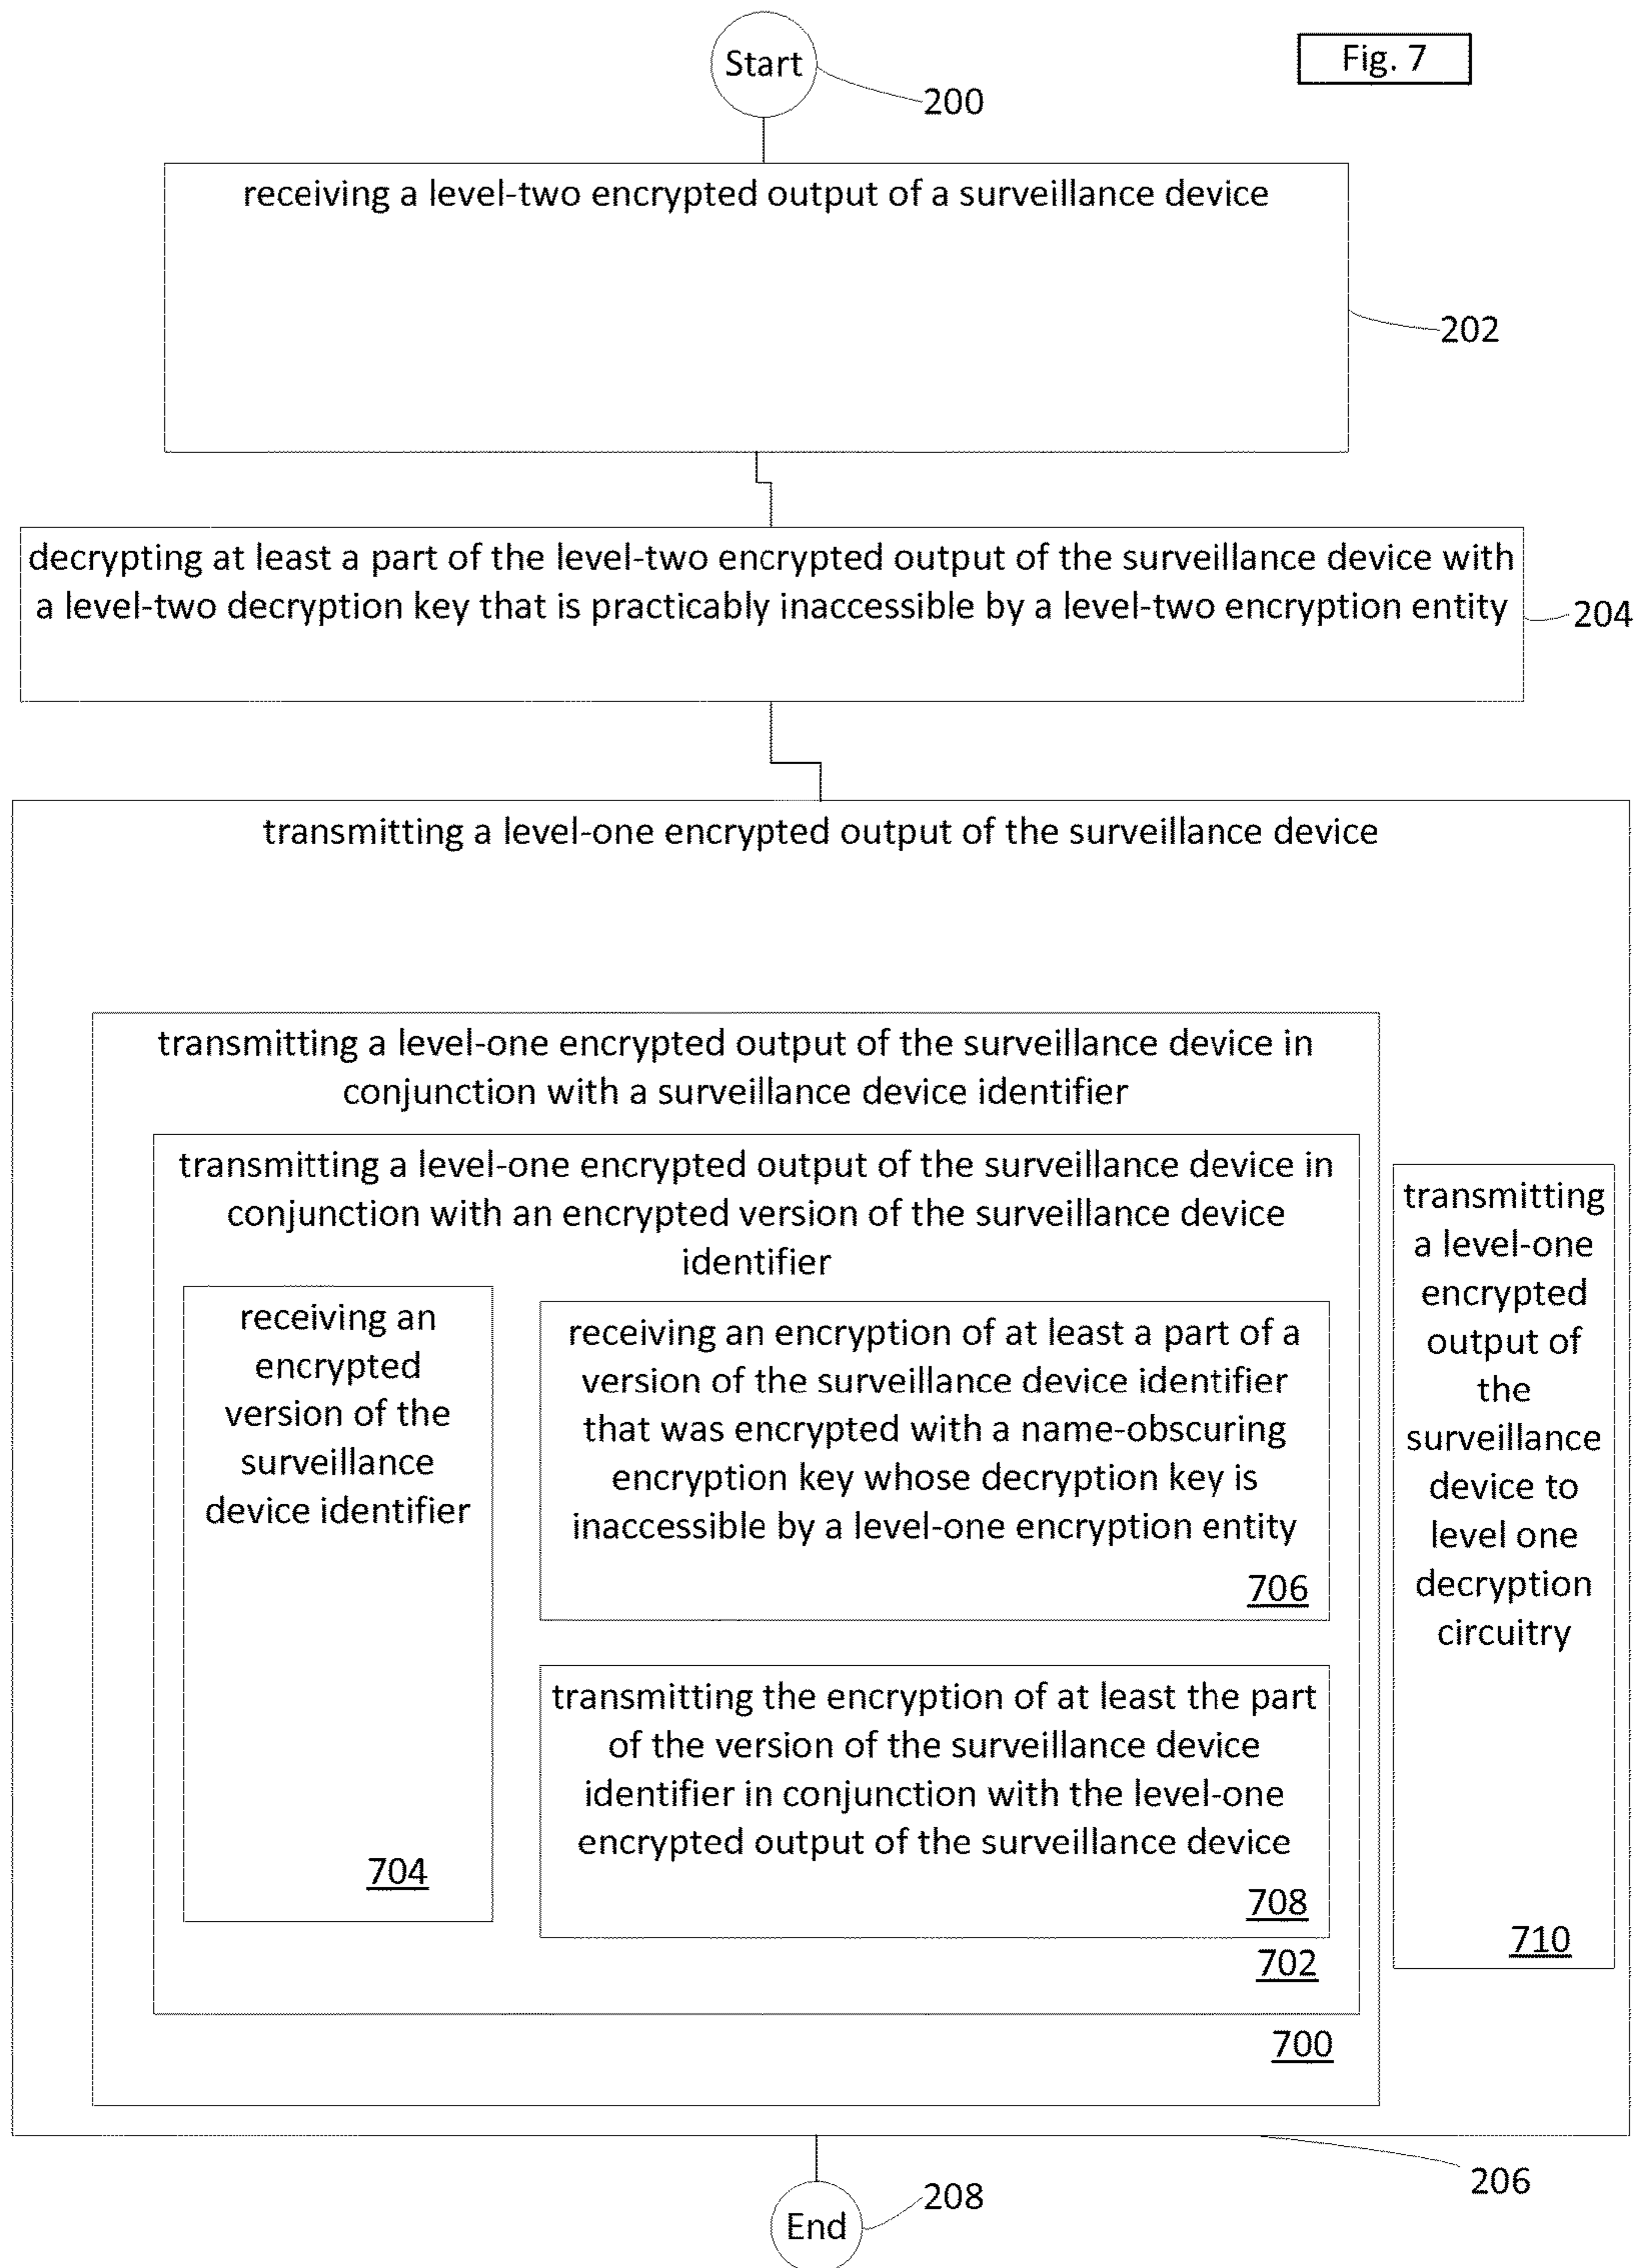 Start
Fig. 7
200
receiving a level-two encrypted output of a surveillance device
202
decrypting at least a part of the level-two encrypted output of the surveillance device with
a level-two decryption key that is practicably inaccessible by a level-two encryption entity
204
transmitting a level-one encrypted output of the surveillance device
transmitting a level-one encrypted output of the surveillance device in
conjunction with a surveillance device identifier
transmitting a level-one encrypted output of the surveillance device in
conjunction with an encrypted version of the surveillance device
identifier
receiving an
encrypted
version of the
surveillance
device identifier
704
receiving an encryption of at least a part of a
version of the surveillance device identifier
that was encrypted with a name-obscuring
encryption key whose decryption key is
inaccessible by a level-one encryption entity
706
transmitting the encryption of at least the part
of the version of the surveillance device
identifier in conjunction with the level-one
encrypted output of the surveillance device
708
702
700
transmitting
a level-one
encrypted
output of
the
surveillance
device to
level one
decryption
circuitry
710
206
End
208